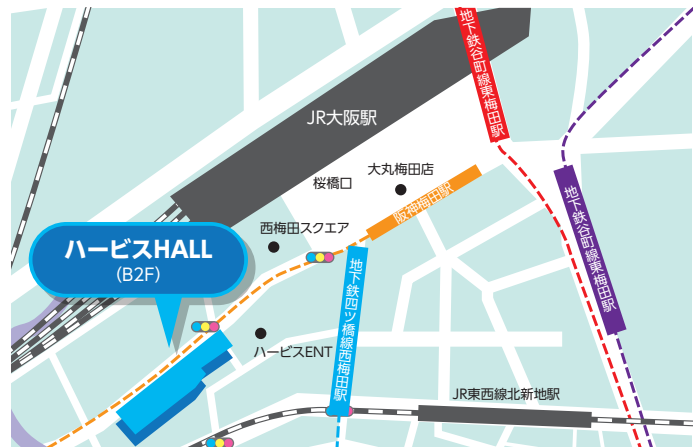 地下鉄谷町線東梅田駅
JR大阪駅
桜橋口
大丸梅田店
阪神梅田駅
地下鉄谷町線東梅田駅
西梅田スクエア
ハービスHALL
(B2F)
地下鉄四ツ橋線西梅田駅
ハービスENT
JR東西線北新地駅